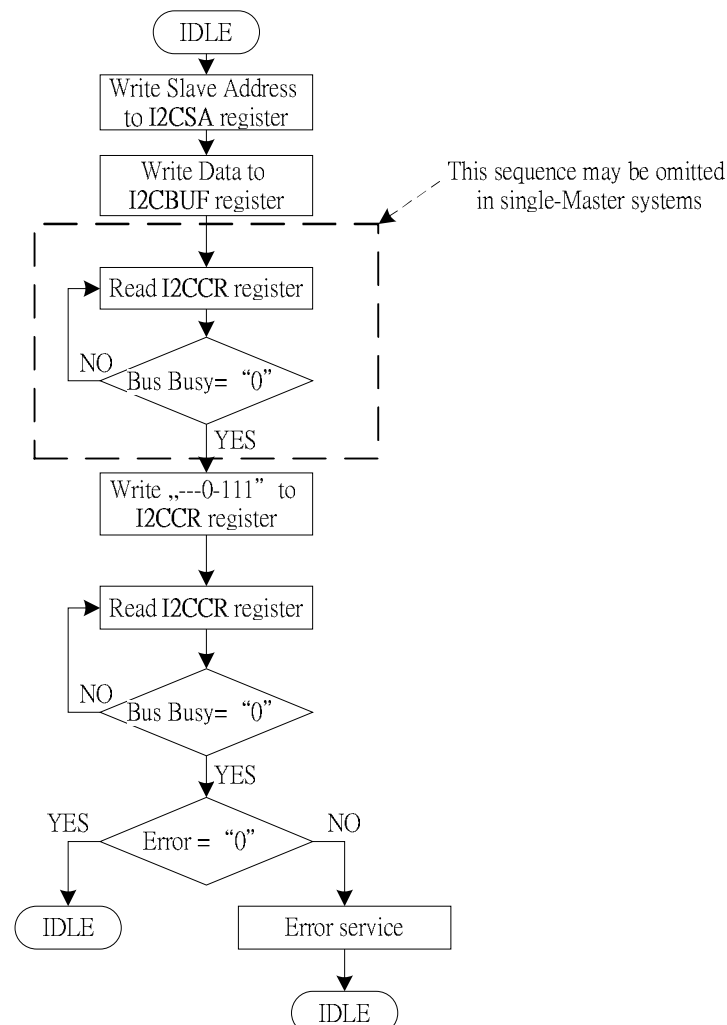 IDLE
Write Slave Address
to I2CSA register
Write Data to
I2CBUF register
This sequence may be omitted
in single-Master systems
Read I2CCR register
NO
Bus Busy= “0”
YES
Write „---0-111” to
I2CCR register
Read I2CCR register
NO
Bus Busy= “0”
YES
YES
Error = “0”
NO
IDLE
Error service
IDLE